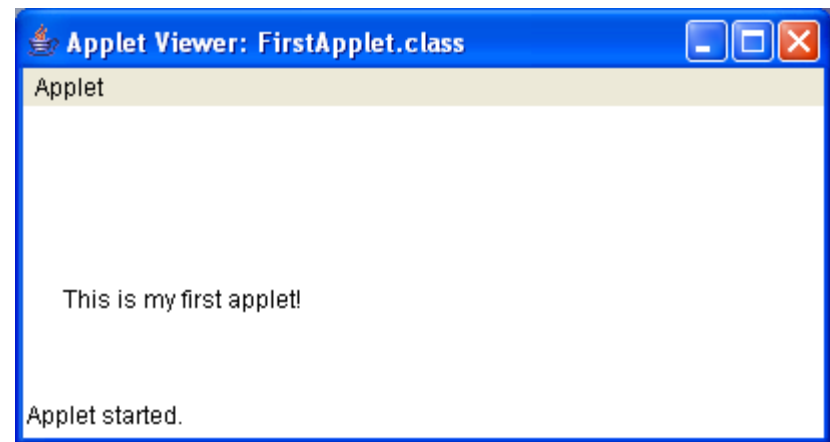 Applet Viewer: FirstApplet.class
Applet
This is my first applet!
Applet started.